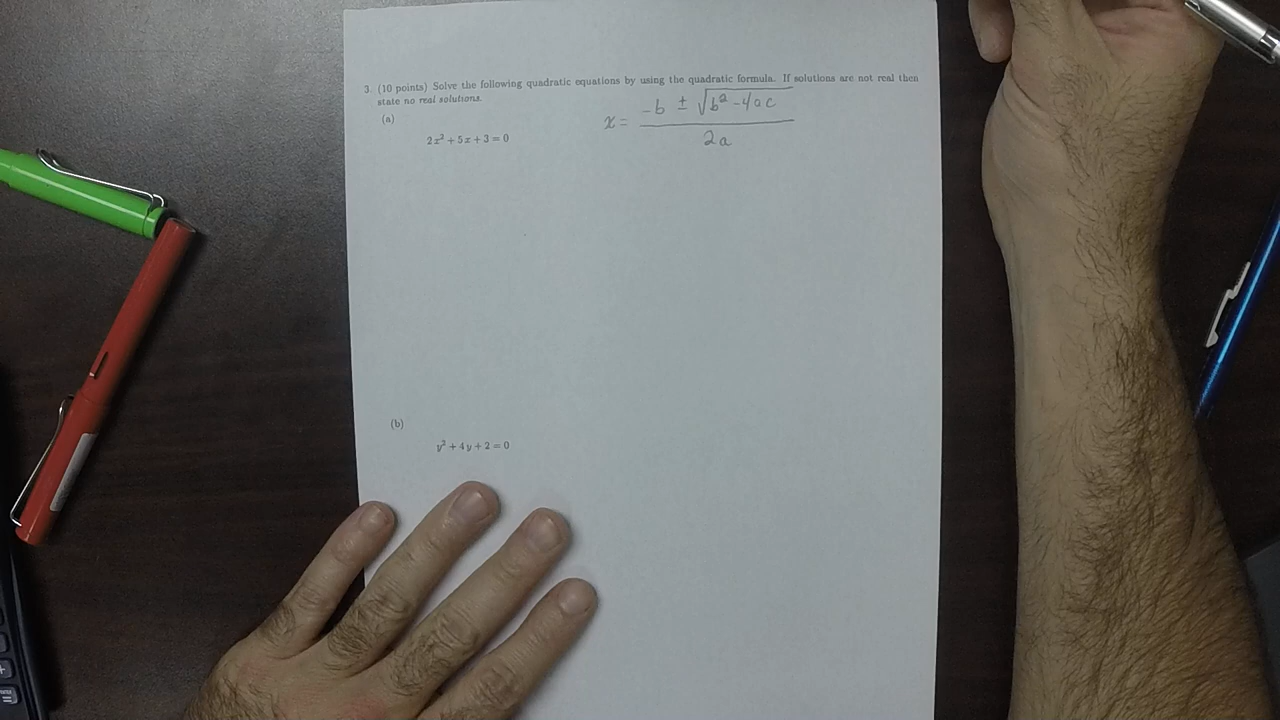 3. (10 points) Solve the following quadratic equations by using the quadratic formula. If solutions are not real then
state no real solutions.
(a)
2x² + 5x + 3 = 0
x = (-b ± √(b² - 4ac)) / 2a
(b)
y² + 4y + 2 = 0